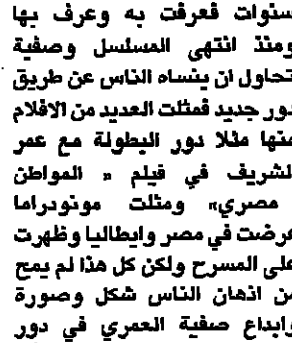 سنوات فعرفت به وعرف بها
ومنذ انتهى المسلسل وصفية
تحاول ان ينساه الناس عن طريق
دور جديد فمثلت العديد من الافلام
منها مثلا دور البطولة مع عمر
الشريف في فيلم « المواطن
مصري» ومثلت مونودراما
عرضت في مصر وايطاليا وظهرت
على المسرح ولكن كل هذا لم يمح
من اذهان الناس شكل وصورة
وابداع صفية العمري في دور